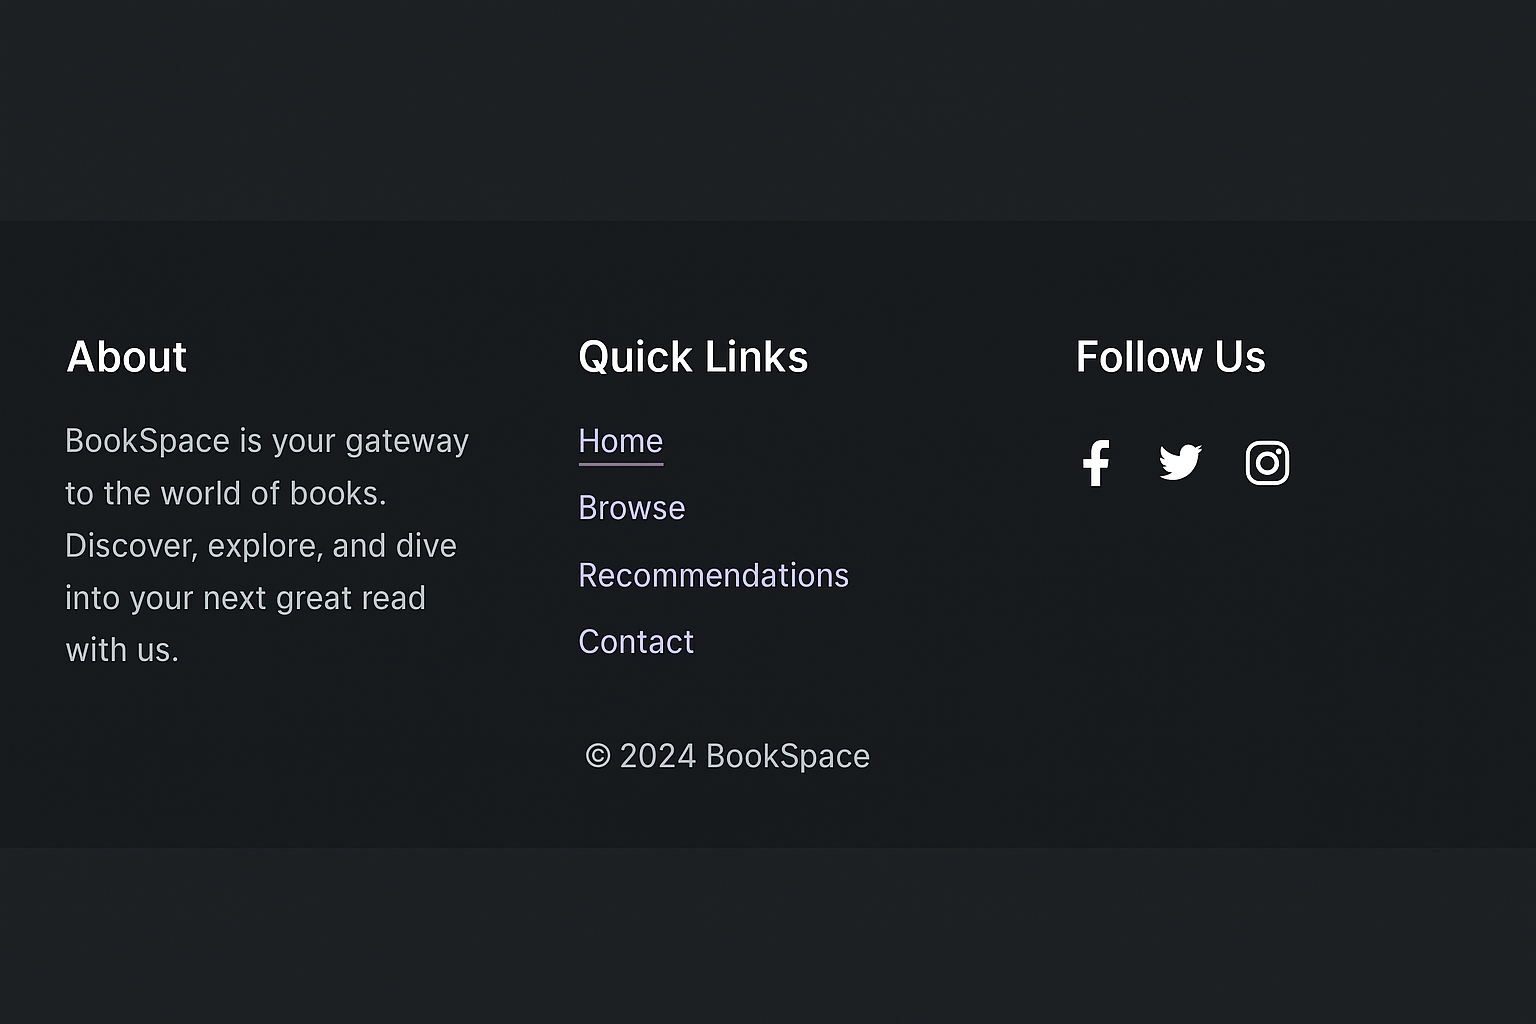 About
BookSpace is your gateway
to the world of books.
Discover, explore, and dive
into your next great read
with us.
Quick Links
Home
Browse
Recommendations
Contact
Follow Us
© 2024 BookSpace